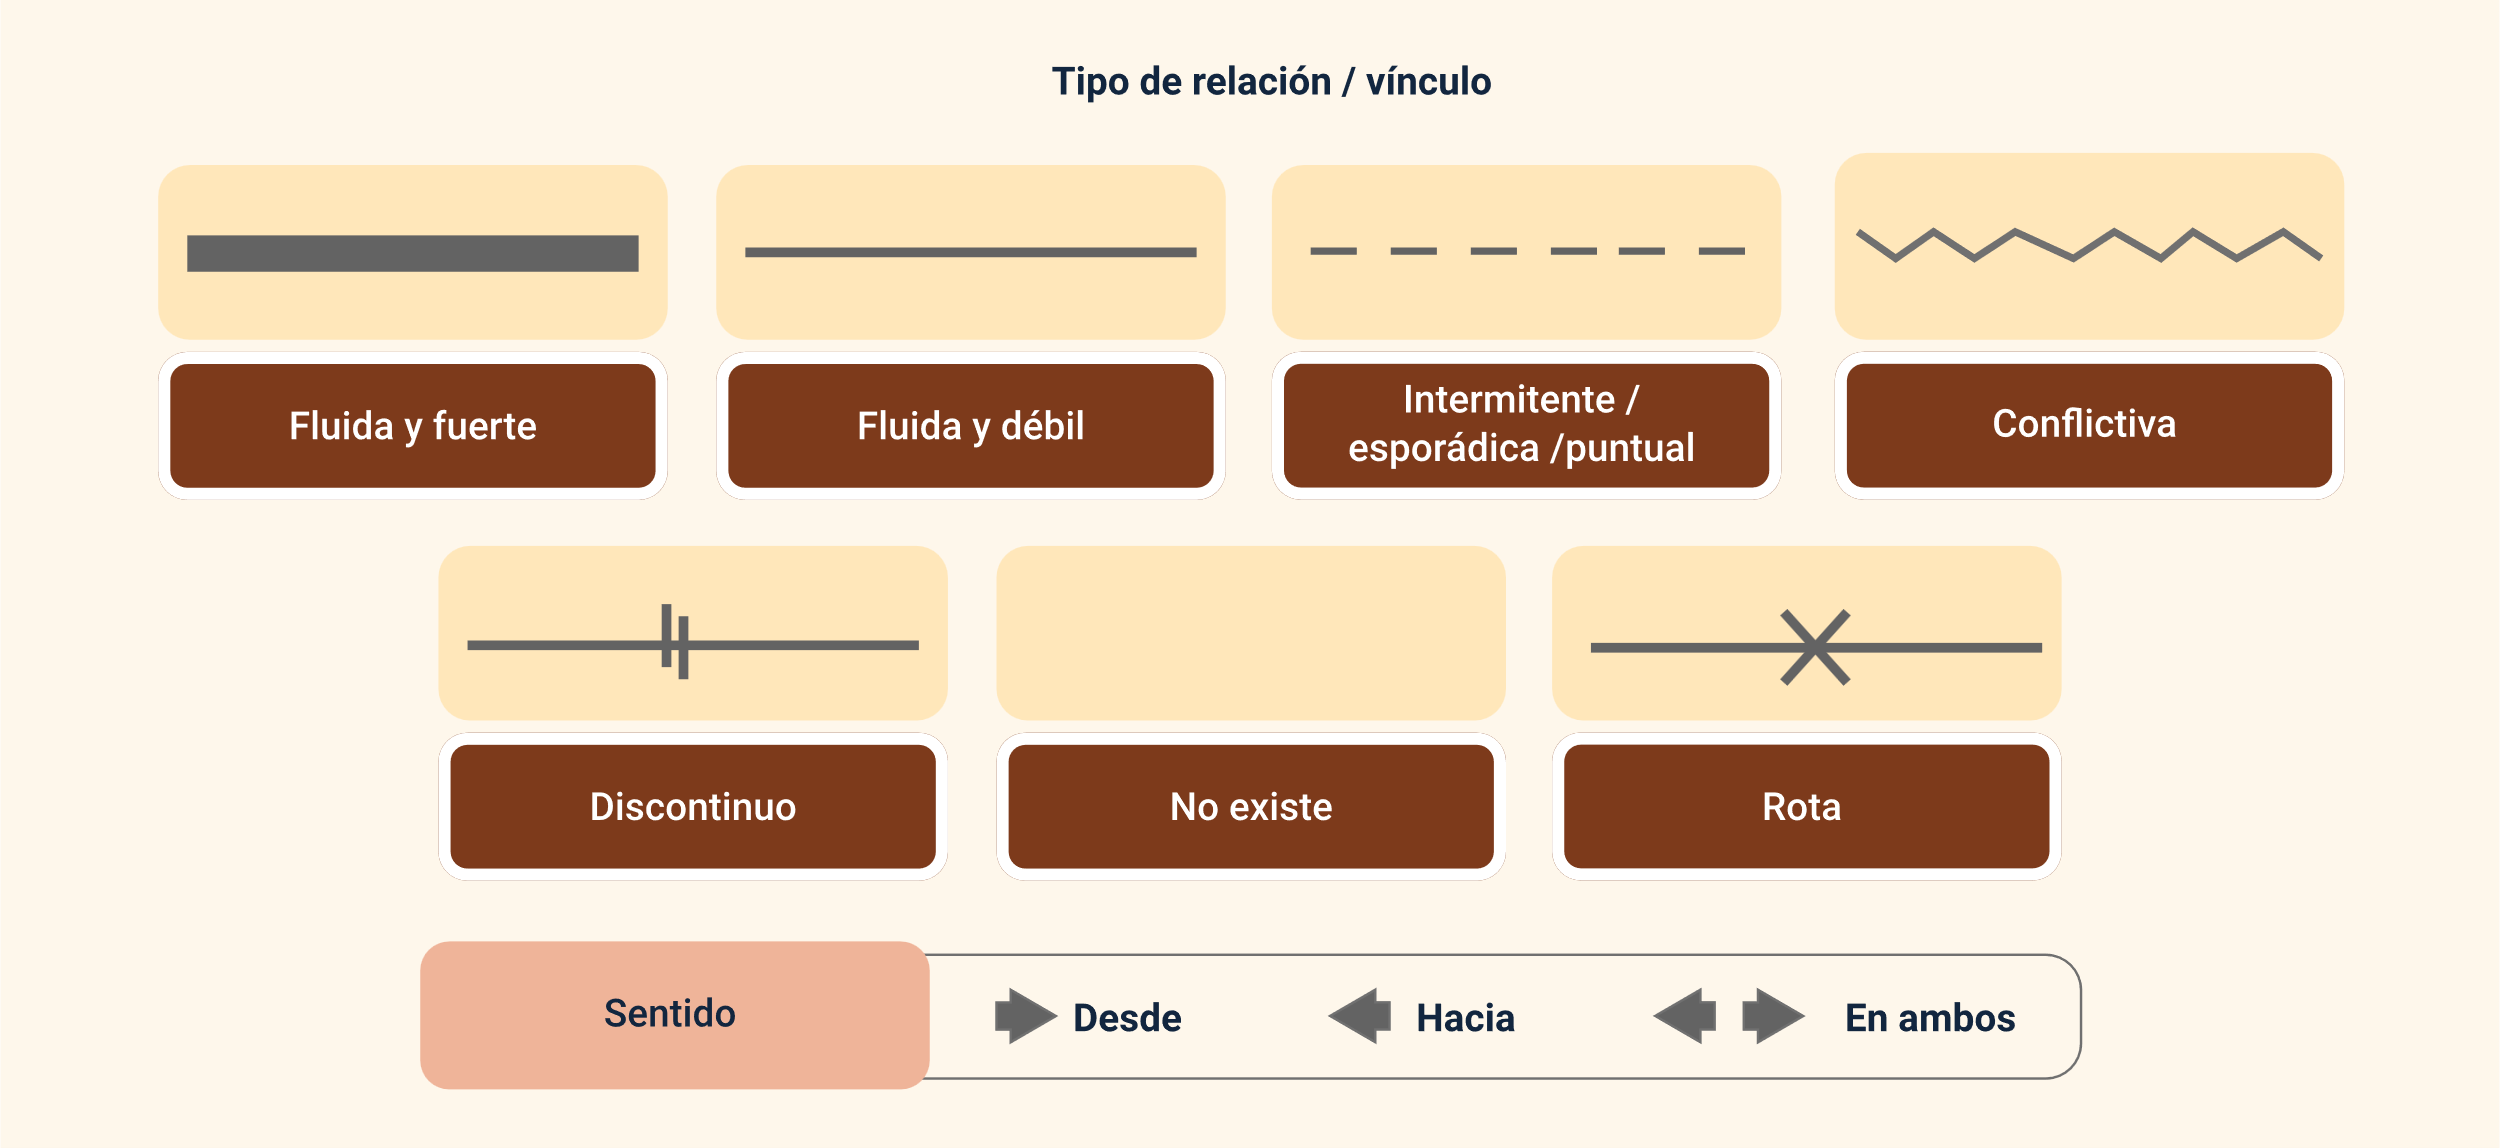 Tipo de relación / vínculo
Fluida y fuerte
Fluida y débil
Intermitente /
esporádica / puntual
Conflictiva
Discontinuo
No existe
Rota
Sentido
Desde
Hacia
En ambos